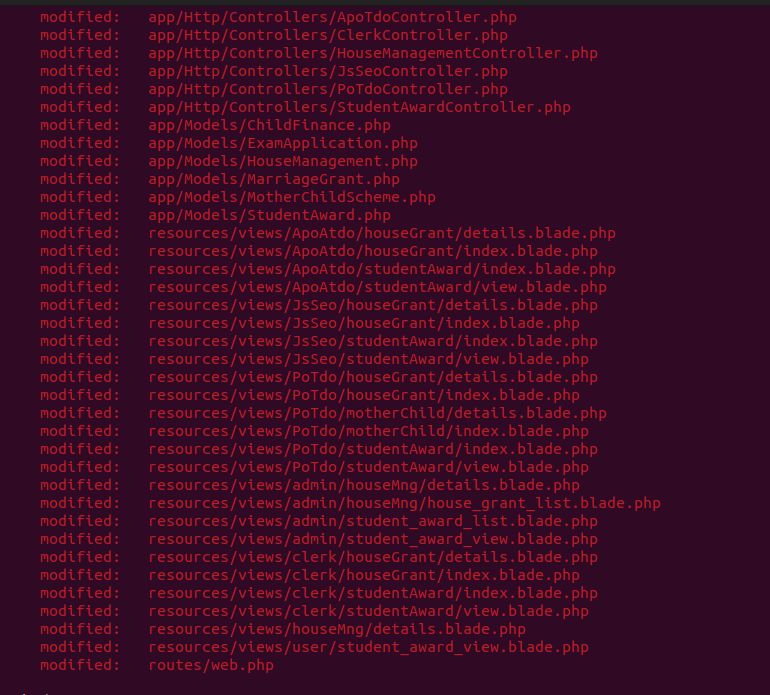 modified:   app/Http/Controllers/ApoTdoController.php
modified:   app/Http/Controllers/ClerkController.php
modified:   app/Http/Controllers/HouseManagementController.php
modified:   app/Http/Controllers/JsSeoController.php
modified:   app/Http/Controllers/PoTdoController.php
modified:   app/Http/Controllers/StudentAwardController.php
modified:   app/Models/ChildFinance.php
modified:   app/Models/ExamApplication.php
modified:   app/Models/HouseManagement.php
modified:   app/Models/MarriageGrant.php
modified:   app/Models/MotherChildScheme.php
modified:   app/Models/StudentAward.php
modified:   resources/views/ApoAtdo/houseGrant/details.blade.php
modified:   resources/views/ApoAtdo/houseGrant/index.blade.php
modified:   resources/views/ApoAtdo/studentAward/index.blade.php
modified:   resources/views/ApoAtdo/studentAward/view.blade.php
modified:   resources/views/JsSeo/houseGrant/details.blade.php
modified:   resources/views/JsSeo/houseGrant/index.blade.php
modified:   resources/views/JsSeo/studentAward/index.blade.php
modified:   resources/views/JsSeo/studentAward/view.blade.php
modified:   resources/views/PoTdo/houseGrant/details.blade.php
modified:   resources/views/PoTdo/houseGrant/index.blade.php
modified:   resources/views/PoTdo/motherChild/details.blade.php
modified:   resources/views/PoTdo/motherChild/index.blade.php
modified:   resources/views/PoTdo/studentAward/index.blade.php
modified:   resources/views/PoTdo/studentAward/view.blade.php
modified:   resources/views/admin/houseMng/details.blade.php
modified:   resources/views/admin/houseMng/house_grant_list.blade.php
modified:   resources/views/admin/student_award_list.blade.php
modified:   resources/views/admin/student_award_view.blade.php
modified:   resources/views/clerk/houseGrant/details.blade.php
modified:   resources/views/clerk/houseGrant/index.blade.php
modified:   resources/views/clerk/studentAward/index.blade.php
modified:   resources/views/clerk/studentAward/view.blade.php
modified:   resources/views/houseMng/details.blade.php
modified:   resources/views/user/student_award_view.blade.php
modified:   routes/web.php